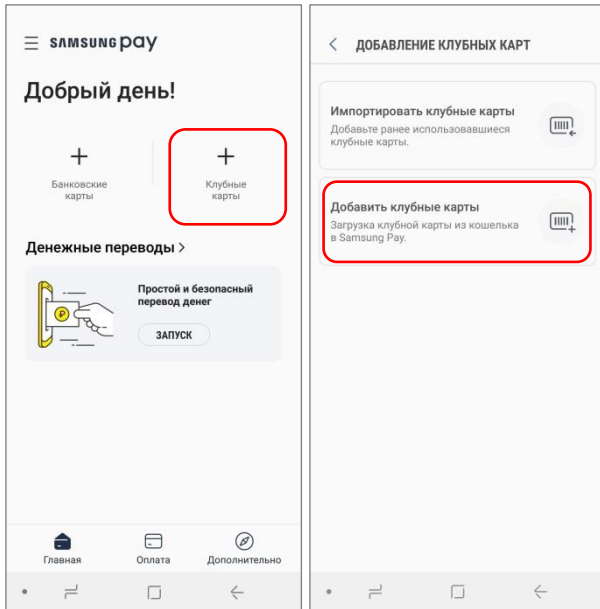 SAMSUNG pay
Добрый день!
Банковские
карты
Клубные
карты
Денежные переводы >
Простой и безопасный
перевод денег
ЗАПУСК
Главная
Оплата
Дополнительно
ДОБАВЛЕНИЕ КЛУБНЫХ КАРТ
Импортировать клубные карты
Добавьте ранее использовавшиеся
клубные карты.
Добавить клубные карты
Загрузка клубной карты из кошелька
в Samsung Pay.